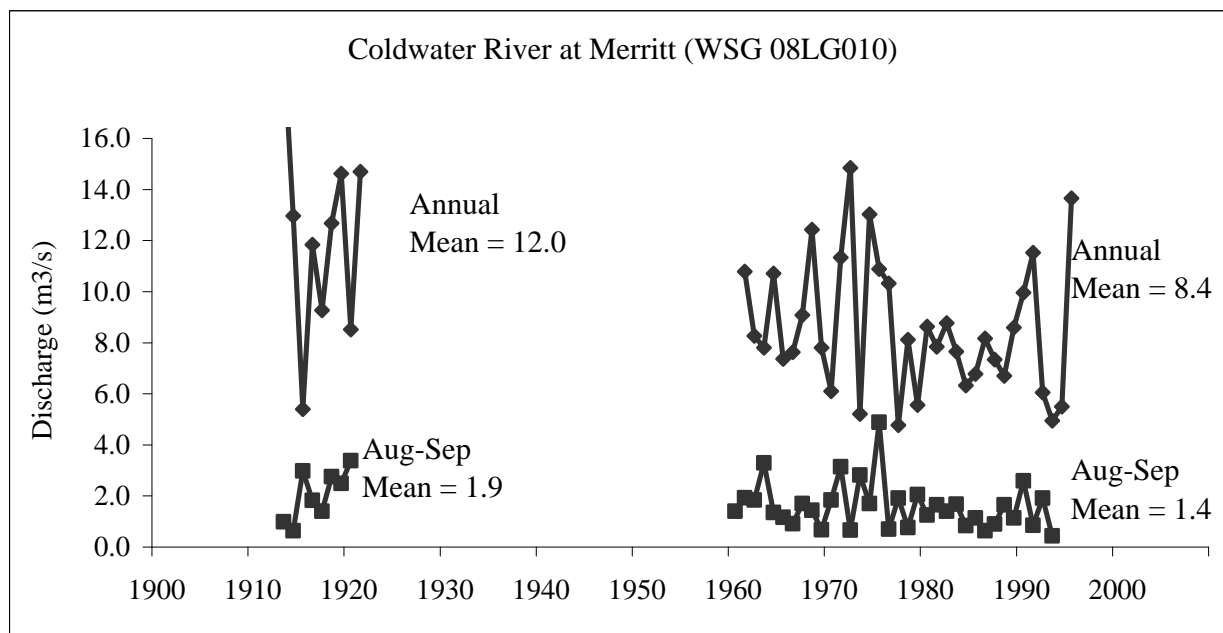 Coldwater River at Merritt (WSG 08LG010)
Discharge (m3/s)
16.0
14.0
12.0
10.0
8.0
6.0
4.0
2.0
0.0
Annual
Mean = 12.0
Annual
Mean = 8.4
Aug-Sep
Mean = 1.9
Aug-Sep
Mean = 1.4
1900 1910 1920 1930 1940 1950 1960 1970 1980 1990 2000